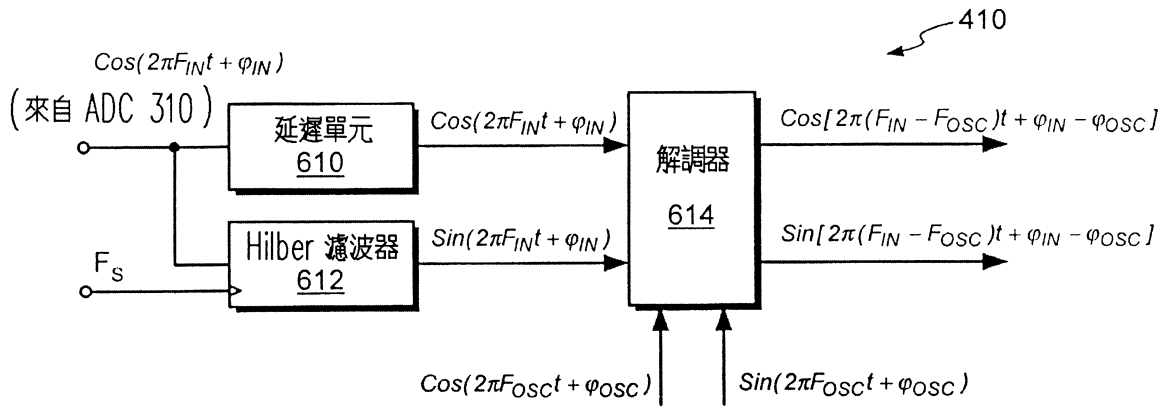 410
Cos(2πF_IN t + φ_IN)
(來自 ADC 310)
延遲單元
610
Cos(2πF_IN t + φ_IN)
解調器
614
Cos[2π(F_IN − F_OSC)t + φ_IN − φ_OSC]
Hilber 濾波器
612
Sin(2πF_IN t + φ_IN)
Sin[2π(F_IN − F_OSC)t + φ_IN − φ_OSC]
F_S
Cos(2πF_OSC t + φ_OSC)
Sin(2πF_OSC t + φ_OSC)